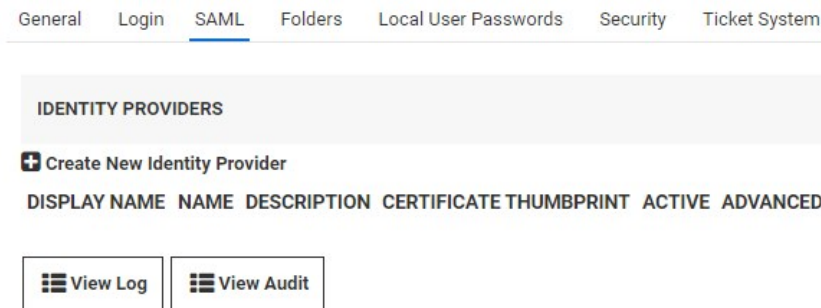 General Login SAML Folders Local User Passwords Security Ticket System
IDENTITY PROVIDERS
Create New Identity Provider
DISPLAY NAME NAME DESCRIPTION CERTIFICATE THUMBPRINT ACTIVE ADVANCED
View Log View Audit